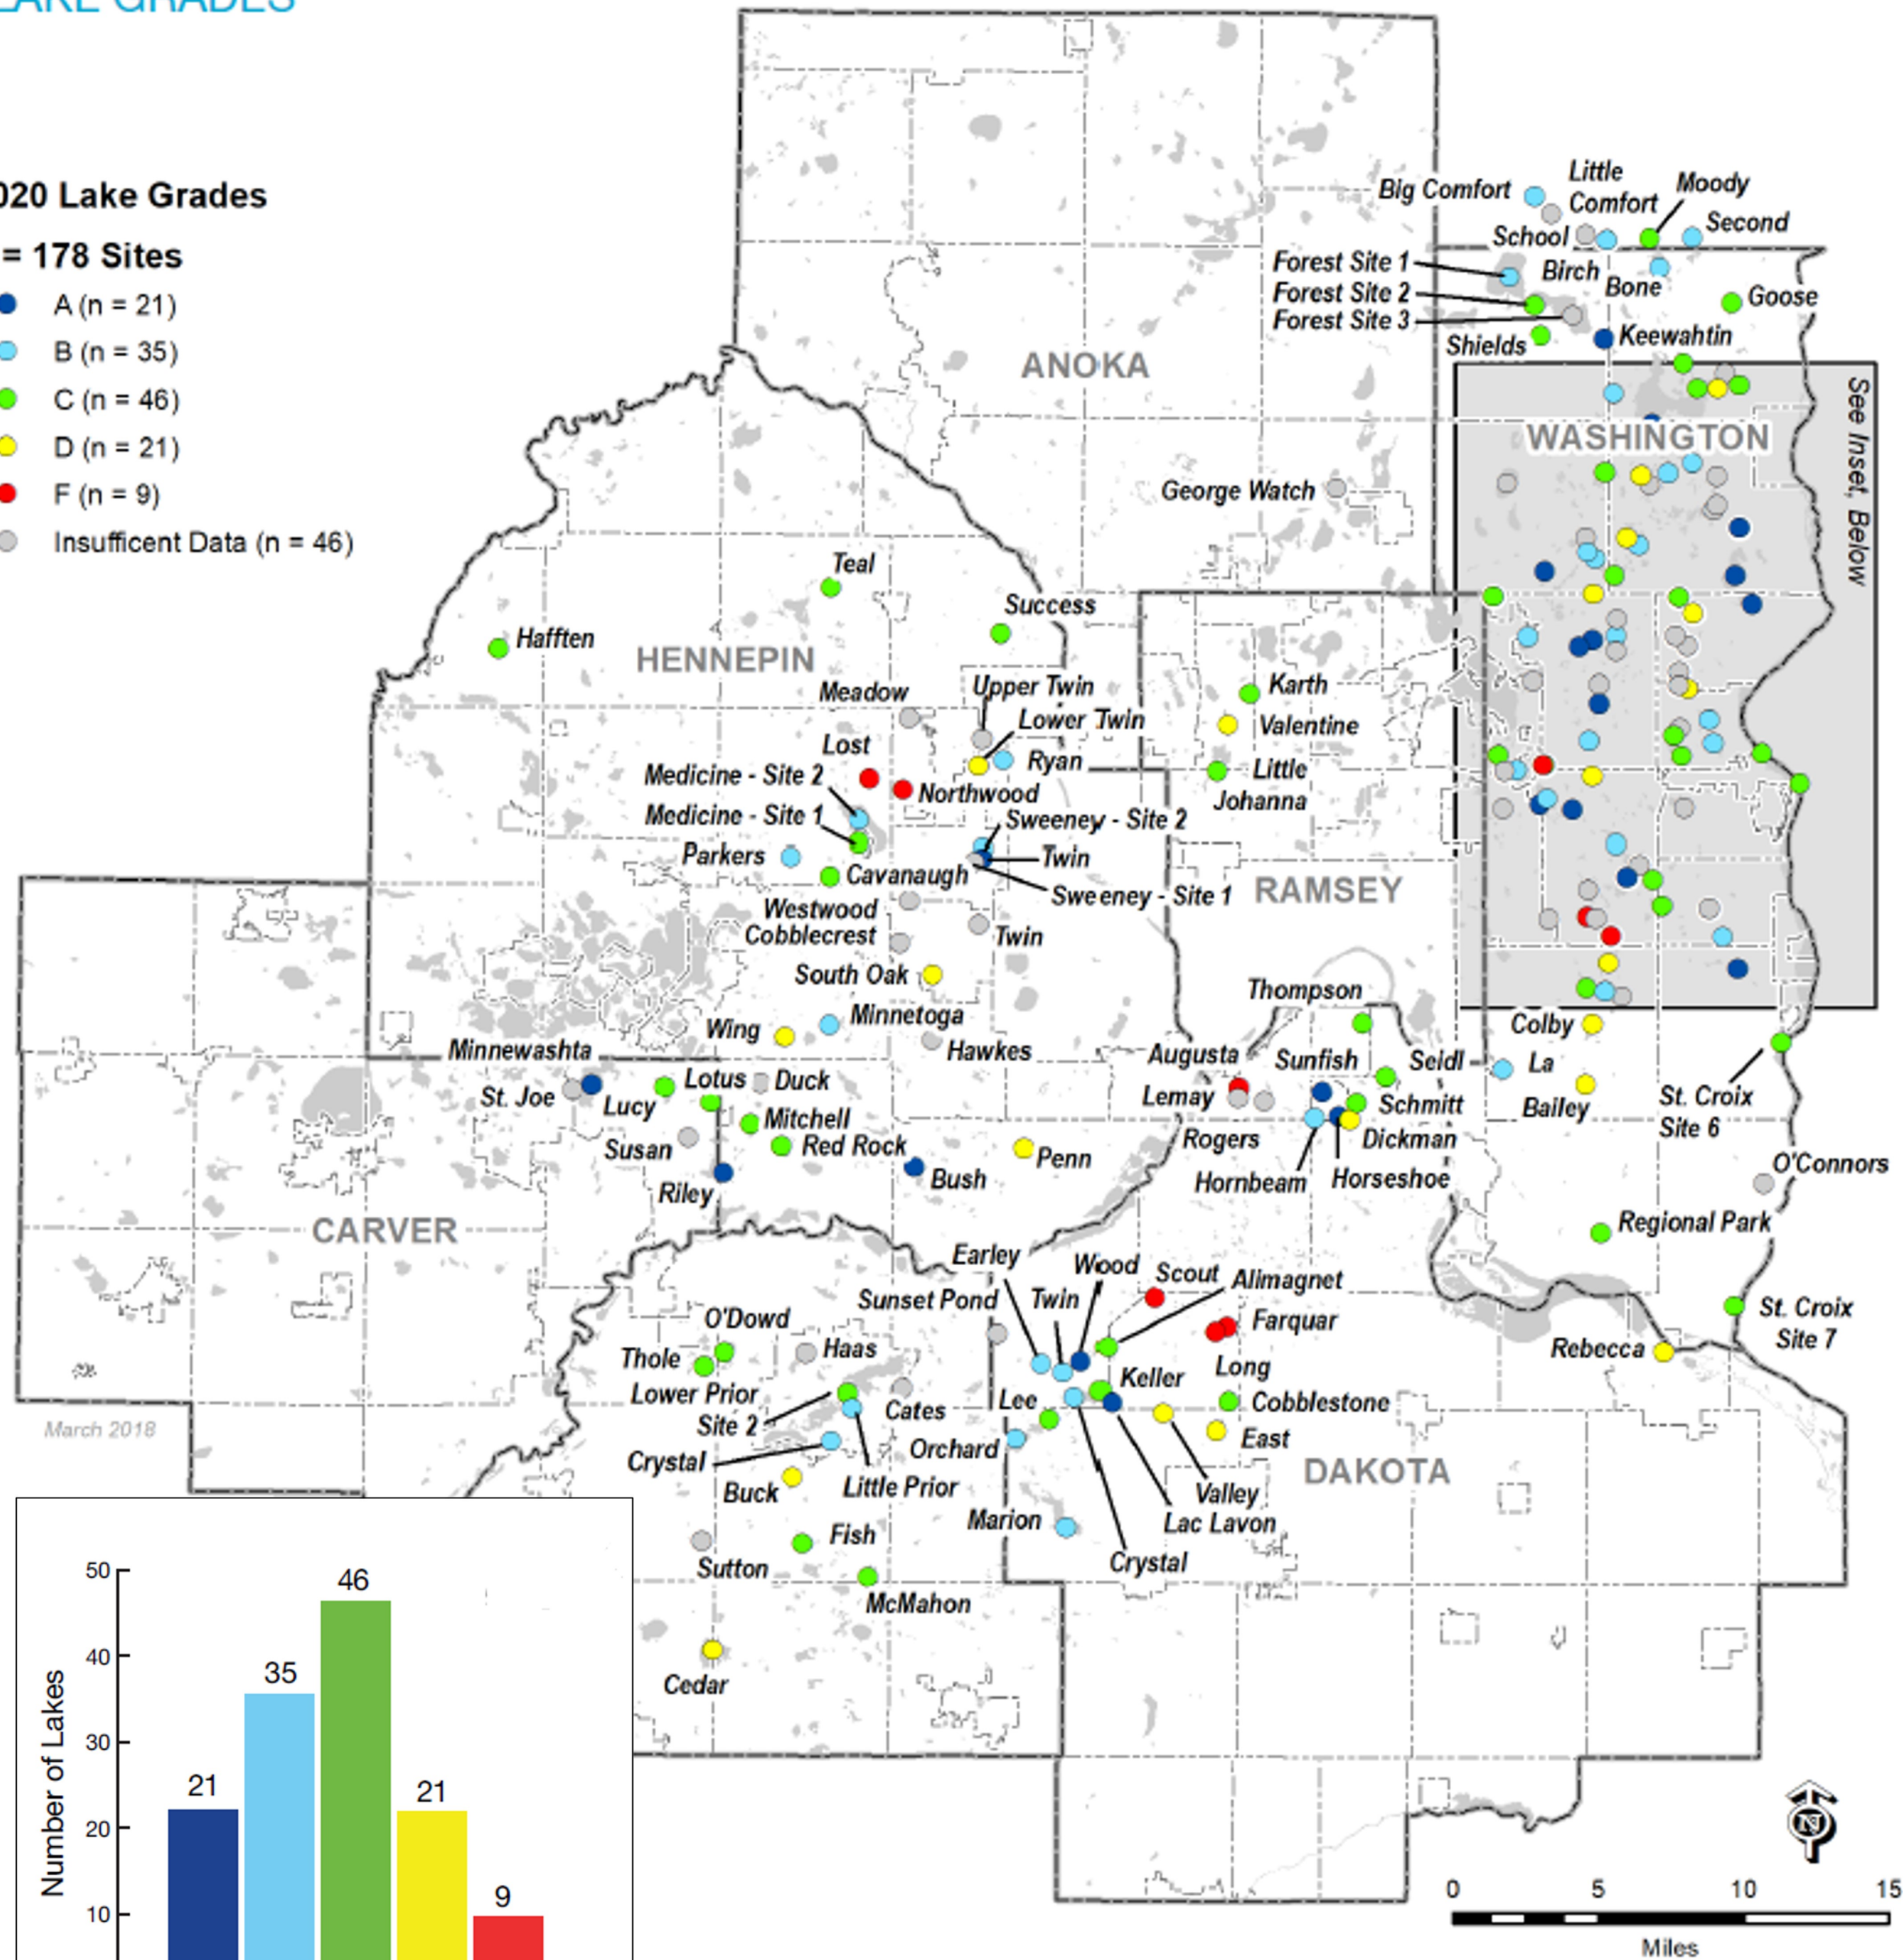 LAKE GRADES
020 Lake Grades
= 178 Sites
A (n = 21)
B (n = 35)
C (n = 46)
D (n = 21)
F (n = 9)
Insufficent Data (n = 46)
Big Comfort
Little
Comfort
Moody
School
Second
Forest Site 1
Birch
Bone
Forest Site 2
Goose
Forest Site 3
Shields
Keewahtin
ANOKA
WASHINGTON
See Inset, Below
George Watch
Teal
Success
Hafften
HENNEPIN
Meadow
Upper Twin
Lower Twin
Lost
Ryan
Medicine - Site 2
Northwood
Medicine - Site 1
Sweeney - Site 2
Parkers
Twin
Cavanaugh
Sweeney - Site 1
Karth
Valentine
Little
Johanna
RAMSEY
Westwood
Cobblecrest
Twin
South Oak
Minnetoga
Wing
Hawkes
Thompson
Colby
Minnewashta
Augusta
Sunfish
Seidl
La
St. Joe
Lotus
Duck
Lemay
Bailey
St. Croix
Site 6
Lucy
Mitchell
Schmitt
Susan
Red Rock
Rogers
Dickman
Penn
O'Connors
Riley
Bush
Hornbeam
Horseshoe
CARVER
Regional Park
Earley
Wood
Scout
Alimagnet
Sunset Pond
Twin
Farquar
St. Croix
Site 7
O'Dowd
Haas
Thole
Rebecca
Long
Keller
Lower Prior
Site 2
Cates
Lee
Cobblestone
March 2018
Orchard
East
Crystal
DAKOTA
Buck
Little Prior
Valley
Marion
Lac Lavon
Fish
Crystal
Sutton
McMahon
Cedar
50
40
30
20
10
Number of Lakes
21
35
46
21
9
N
0 5 10 15
Miles